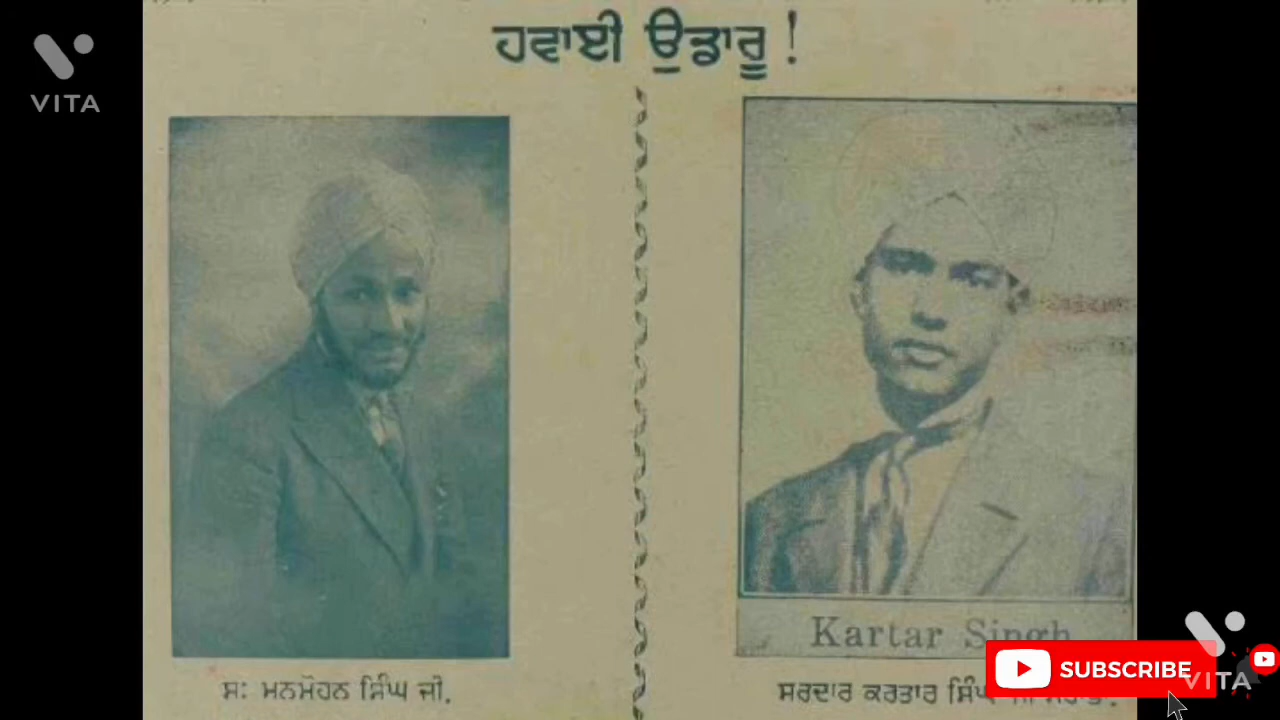 ਹਵਾਈ ਉਡਾਰੂ !
VITA
Kartar Singh
SUBSCRIBE
VITA
ਸ: ਮਨਮੋਹਨ ਸਿੰਘ ਜੀ.
ਸਰਦਾਰ ਕਰਤਾਰ ਸਿੰਘ